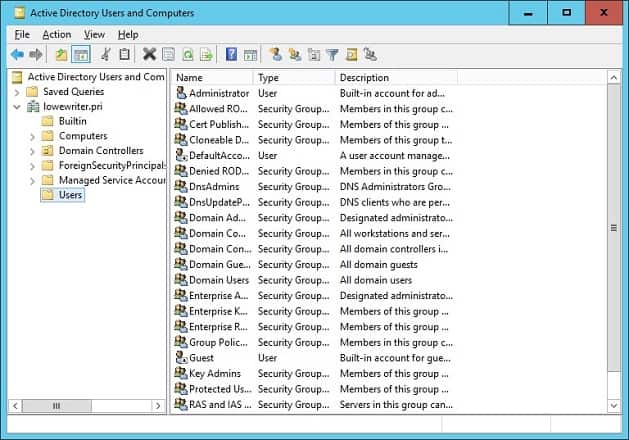 Active Directory Users and Computers
File Action View Help
Active Directory Users and Com
Saved Queries
lowewriter.pri
Builtin
Computers
Domain Controllers
ForeignSecurityPrincipals
Managed Service Accour
Users
Name Type Description
Administrator User Built-in account for ad...
Allowed RO... Security Group... Members in this group c...
Cert Publish... Security Group... Members of this group ...
Cloneable D... Security Group... Members of this group t...
DefaultAcco... User A user account manage...
Denied ROD... Security Group... Members in this group c...
DnsAdmins Security Group... DNS Administrators Gro...
DnsUpdateP... Security Group... DNS clients who are per...
Domain Ad... Security Group... Designated administrato...
Domain Co... Security Group... All workstations and ser...
Domain Con... Security Group... All domain controllers i...
Domain Gue... Security Group... All domain guests
Domain Users Security Group... All domain users
Enterprise A... Security Group... Designated administrato...
Enterprise K... Security Group... Members of this group ...
Enterprise R... Security Group... Members of this group ...
Group Polic... Security Group... Members in this group c...
Guest User Built-in account for gue...
Key Admins Security Group... Members of this group ...
Protected Us... Security Group... Members of this group ...
RAS and IAS ... Security Group... Servers in this group can...